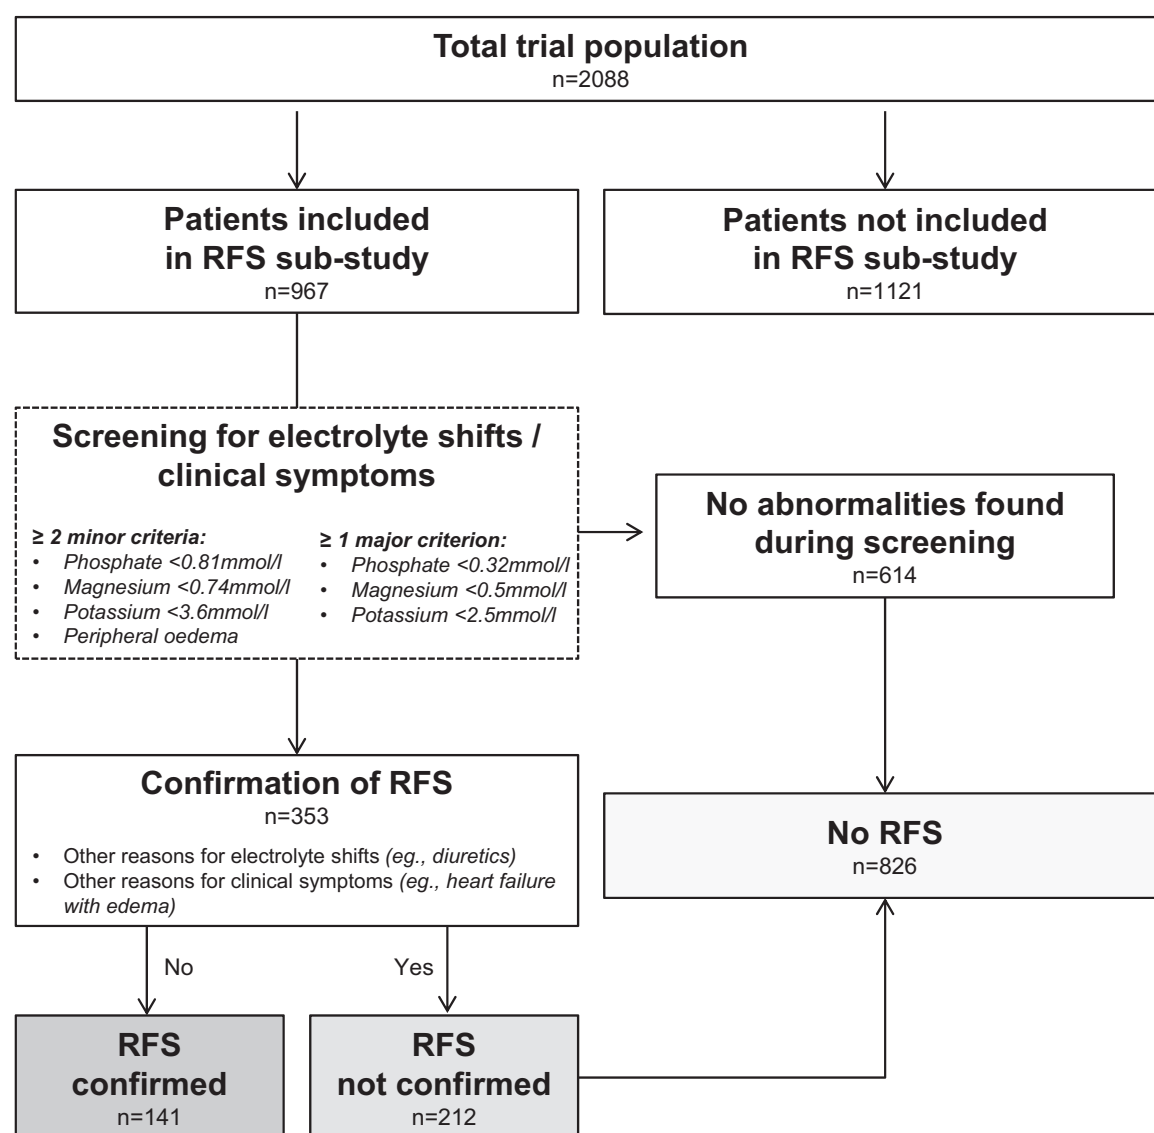 Total trial population
n=2088
Patients included
in RFS sub-study
n=967
Patients not included
in RFS sub-study
n=1121
Screening for electrolyte shifts /
clinical symptoms
≥ 2 minor criteria:
• Phosphate <0.81mmol/l
• Magnesium <0.74mmol/l
• Potassium <3.6mmol/l
• Peripheral oedema
≥ 1 major criterion:
• Phosphate <0.32mmol/l
• Magnesium <0.5mmol/l
• Potassium <2.5mmol/l
No abnormalities found
during screening
n=614
Confirmation of RFS
n=353
• Other reasons for electrolyte shifts (eg., diuretics)
• Other reasons for clinical symptoms (eg., heart failure
with edema)
No RFS
n=826
No
Yes
RFS
confirmed
n=141
RFS
not confirmed
n=212